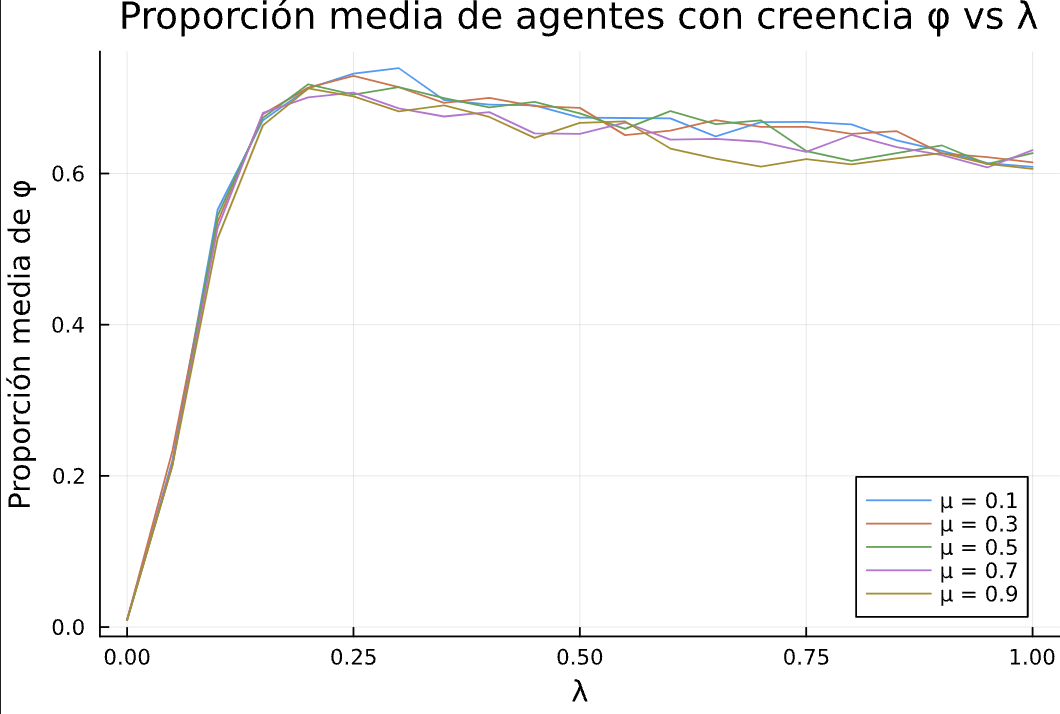 Proporción media de agentes con creencia φ vs λ
Proporción media de φ
0.6
0.4
0.2
0.0
0.00 0.25 0.50 0.75 1.00
λ
μ = 0.1
μ = 0.3
μ = 0.5
μ = 0.7
μ = 0.9